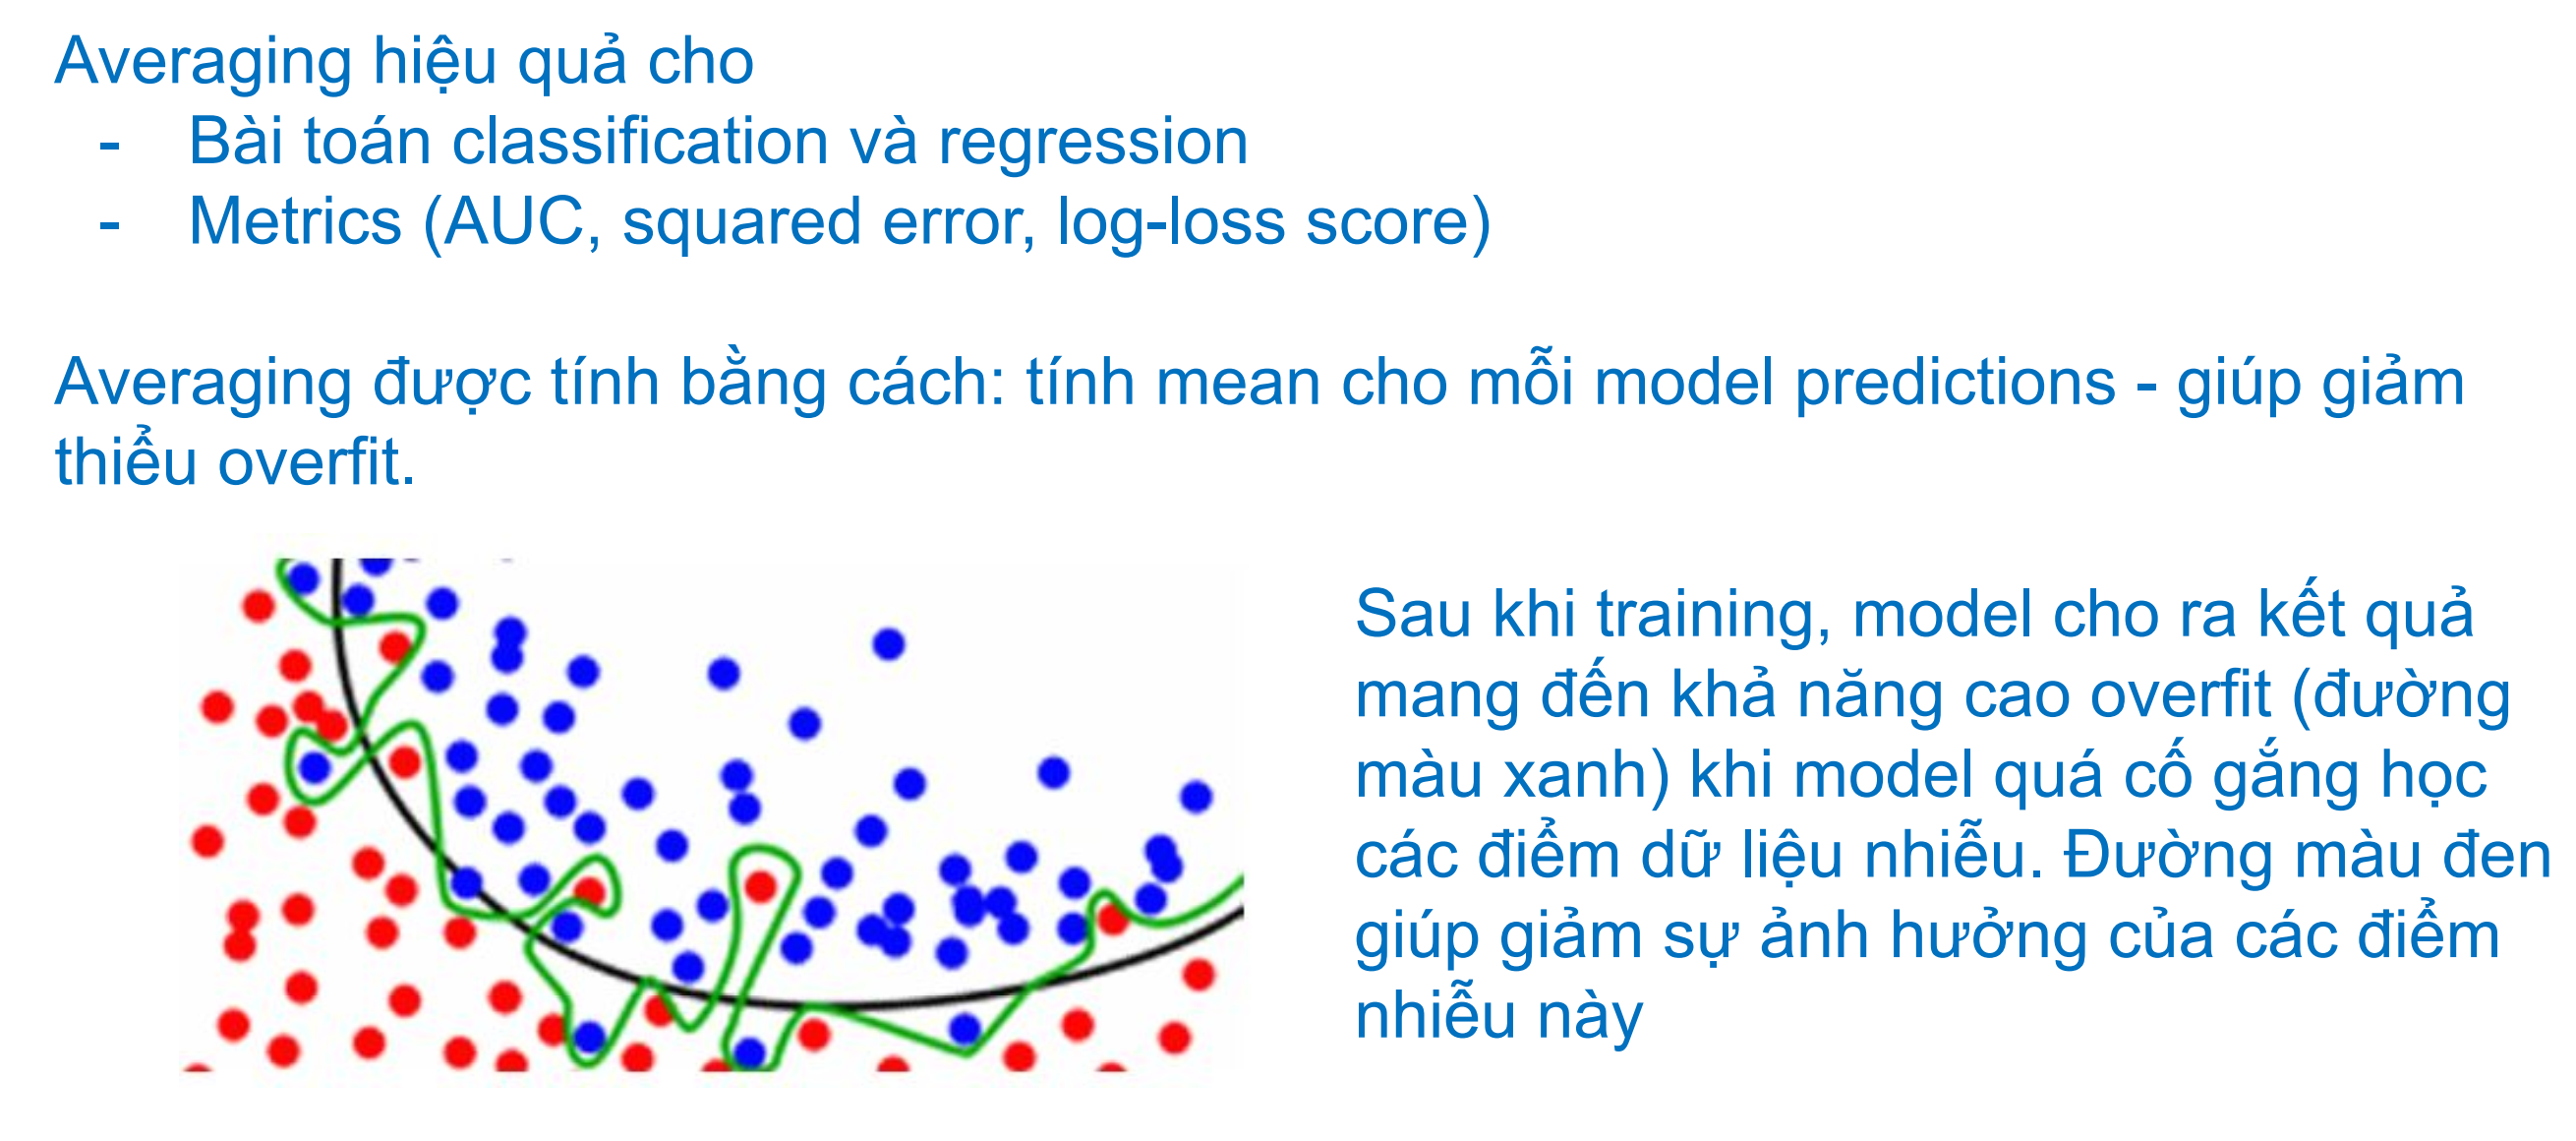 Averaging hiệu quả cho
- Bài toán classification và regression
- Metrics (AUC, squared error, log-loss score)
Averaging được tính bằng cách: tính mean cho mỗi model predictions - giúp giảm
thiểu overfit.
Sau khi training, model cho ra kết quả
mang đến khả năng cao overfit (đường
màu xanh) khi model quá cố gắng học
các điểm dữ liệu nhiễu. Đường màu đen
giúp giảm sự ảnh hưởng của các điểm
nhiễu này